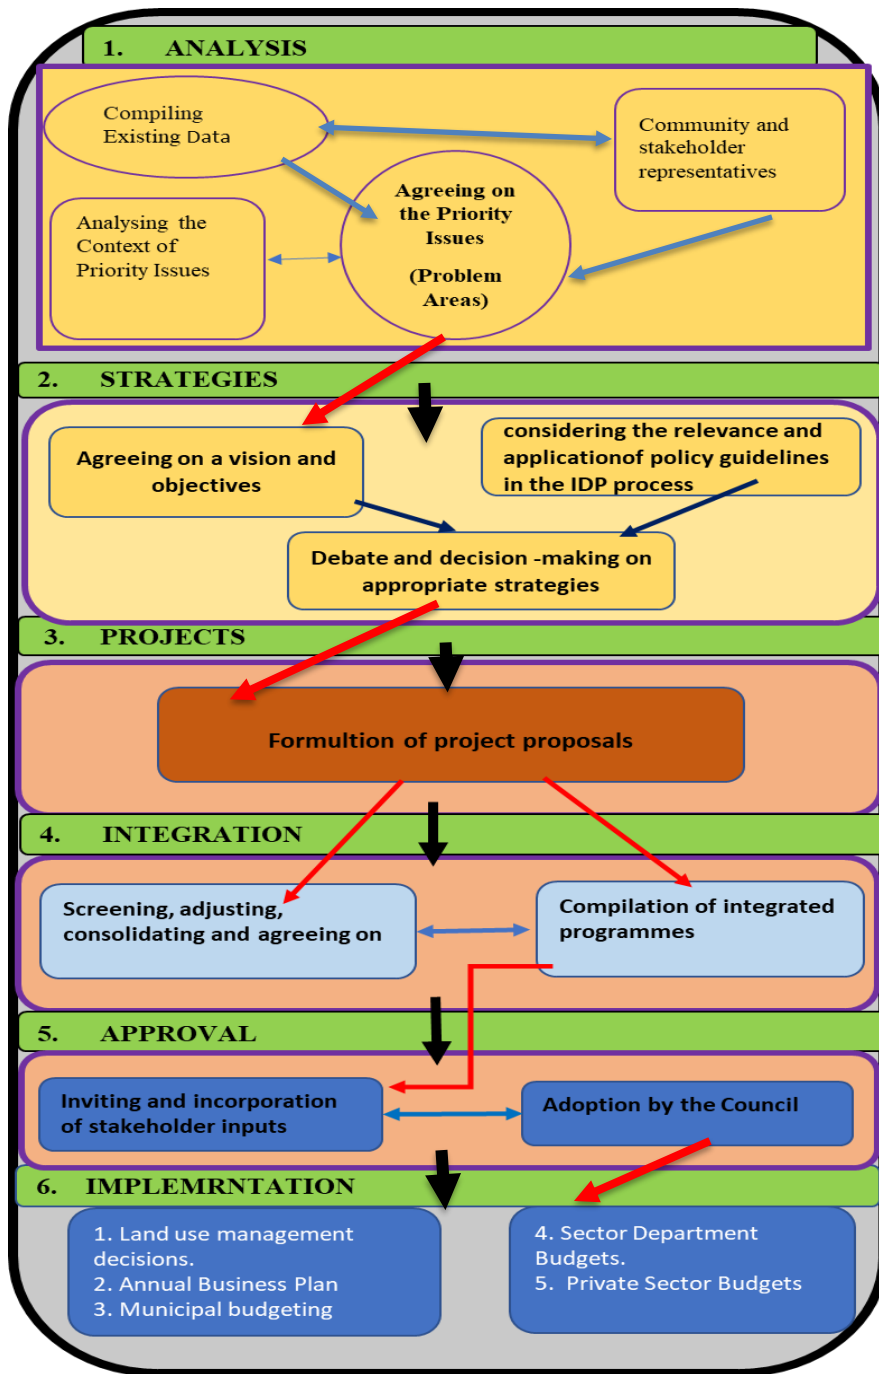 1. ANALYSIS
Compiling
Existing Data
Community and
stakeholder
representatives
Agreeing on
the Priority
Issues
(Problem
Areas)
Analysing the
Context of
Priority Issues
2. STRATEGIES
Agreeing on a vision and
objectives
considering the relevance and
applicationof policy guidelines
in the IDP process
Debate and decision -making on
appropriate strategies
3. PROJECTS
Formultion of project proposals
4. INTEGRATION
Screening, adjusting,
consolidating and agreeing on
Compilation of integrated
programmes
5. APPROVAL
Inviting and incorporation
of stakeholder inputs
Adoption by the Council
6. IMPLEMRNTATION
1. Land use management
decisions.
2. Annual Business Plan
3. Municipal budgeting
4. Sector Department
Budgets.
5. Private Sector Budgets